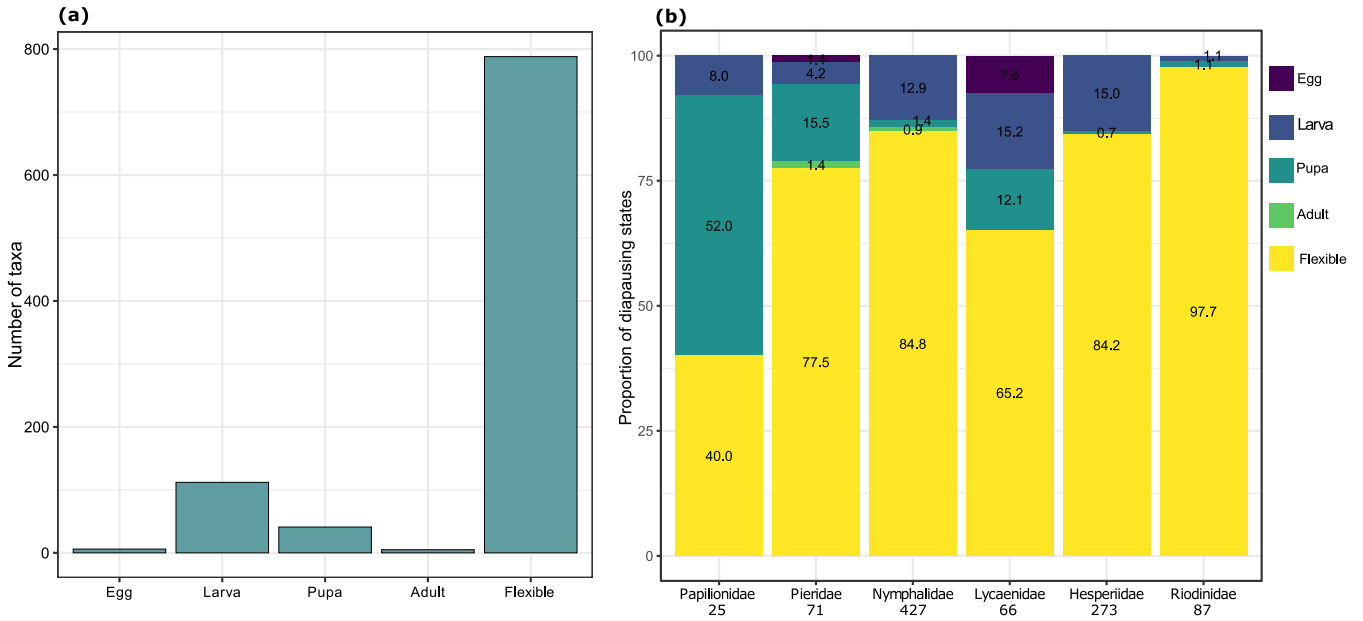 (a)
Number of taxa
800
600
400
200
0
Egg Larva Pupa Adult Flexible
(b)
Proportion of diapausing states
100
75
50
25
0
8.0
52.0
40.0
1.4
4.2
15.5
1.4
77.5
12.9
1.4
0.9
84.8
7.6
15.2
12.1
65.2
15.0
0.7
84.2
1.1
1.1
97.7
Papilionidae Pieridae Nymphalidae Lycaenidae Hesperiidae Riodinidae
25 71 427 66 273 87
Egg
Larva
Pupa
Adult
Flexible